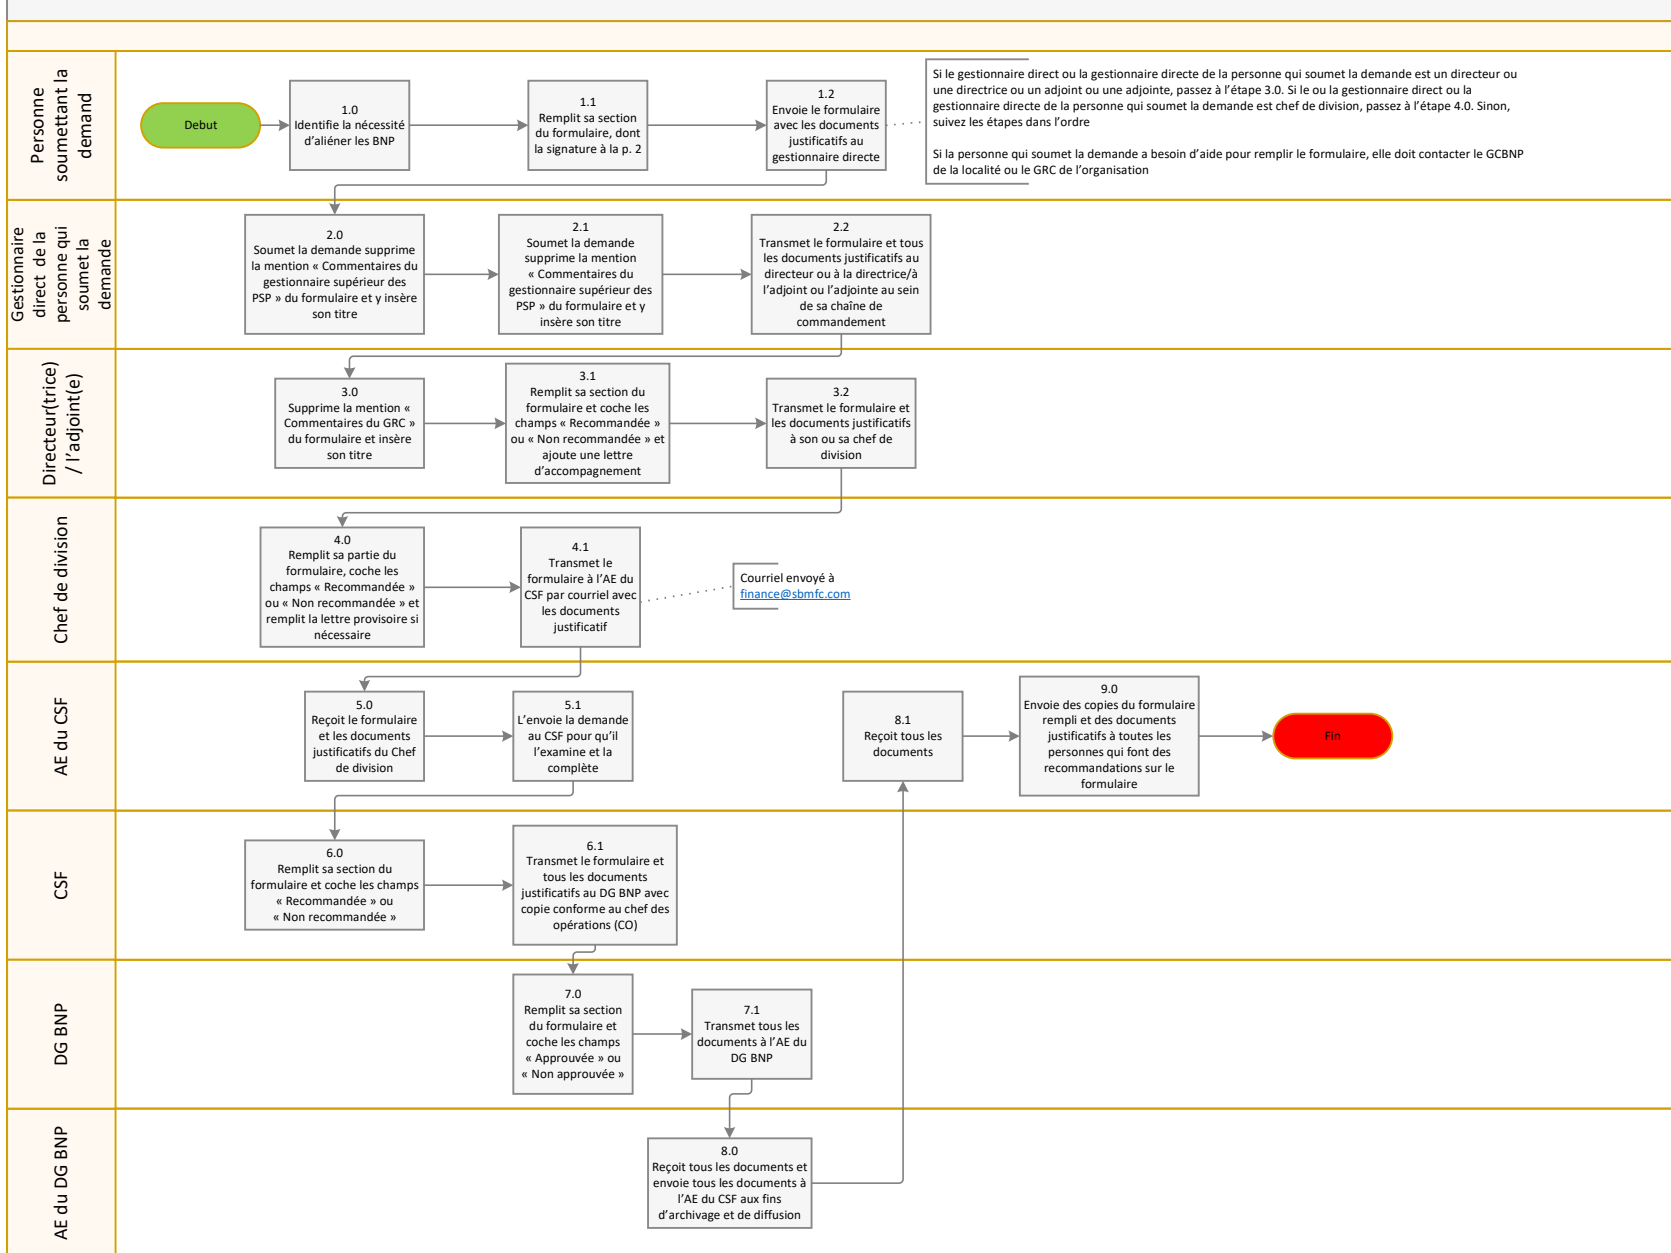 Personne
soumettant la
demand
Debut
1.0
Identifie la nécessité
d'aliéner les BNP
1.1
Remplit sa section
du formulaire, dont
la signature à la p. 2
1.2
Envoie le formulaire
avec les documents
justificatifs au
gestionnaire directe
Si le gestionnaire direct ou la gestionnaire directe de la personne qui soumet la demande est un directeur ou
une directrice ou un adjoint ou une adjointe, passez à l'étape 3.0. Si le ou la gestionnaire direct ou la
gestionnaire directe de la personne qui soumet la demande est chef de division, passez à l'étape 4.0. Sinon,
suivez les étapes dans l'ordre
Si la personne qui soumet la demande a besoin d'aide pour remplir le formulaire, elle doit contacter le GCBNP
de la localité ou le GRC de l'organisation
Gestionnaire
direct de la
personne qui
soumet la
demande
2.0
Soumet la demande supprime
la mention « Commentaires du
gestionnaire supérieur des
PSP » du formulaire et y insère
son titre
2.1
Soumet la demande
supprime la mention
« Commentaires du
gestionnaire supérieur des
PSP » du formulaire et y
insère son titre
2.2
Transmet le formulaire et tous
les documents justificatifs au
directeur ou à la directrice/à
l'adjoint ou l'adjointe au sein
de sa chaîne de
commandement
Directeur(trice)
/ l'adjoint(e)
3.0
Supprime la mention «
Commentaires du GRC »
du formulaire et insère
son titre
3.1
Remplit sa section du
formulaire et coche les
champs « Recommandée »
ou « Non recommandée » et
ajoute une lettre
d'accompagnement
3.2
Transmet le formulaire et
les documents justificatifs
à son ou sa chef de
division
Chef de division
4.0
Remplit sa partie du
formulaire, coche les
champs « Recommandée »
ou « Non recommandée » et
remplit la lettre provisoire si
nécessaire
4.1
Transmet le
formulaire à l'AE du
CSF par courriel avec
les documents
justificatif
Courriel envoyé à
finance@sbmfc.com
AE du CSF
5.0
Reçoit le formulaire
et les documents
justificatifs du Chef
de division
5.1
L'envoie la demande
au CSF pour qu'il
l'examine et la
complète
8.1
Reçoit tous les
documents
9.0
Envoie des copies du formulaire
rempli et des documents
justificatifs à toutes les
personnes qui font des
recommandations sur le
formulaire
Fin
CSF
6.0
Remplit sa section du
formulaire et coche les champs
« Recommandée » ou
« Non recommandée »
6.1
Transmet le formulaire et
tous les documents
justificatifs au DG BNP avec
copie conforme au chef des
opérations (CO)
DG BNP
7.0
Remplit sa section
du formulaire et
coche les champs
« Approuvée » ou
« Non approuvée »
7.1
Transmet tous les
documents à l'AE du
DG BNP
AE du DG BNP
8.0
Reçoit tous les documents et
envoie tous les documents à
l'AE du CSF aux fins
d'archivage et de diffusion